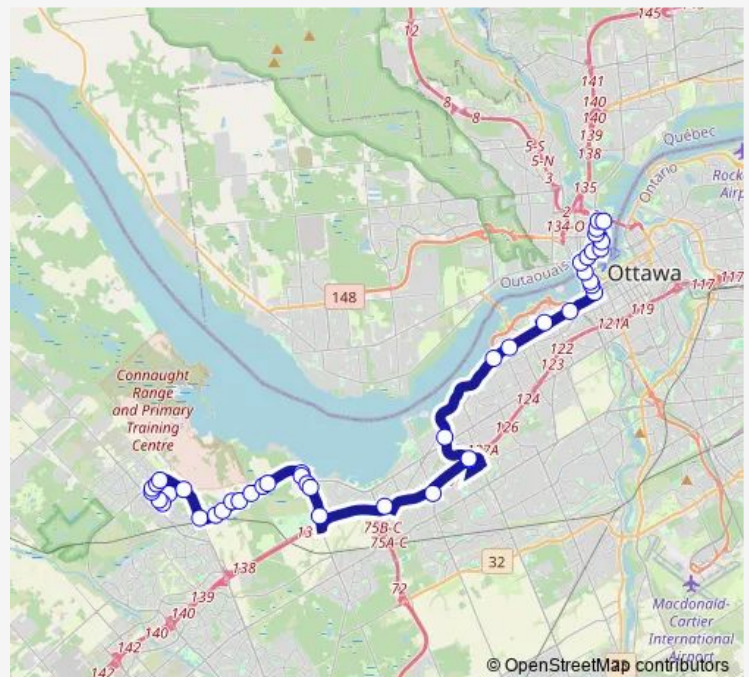 145
12
141
8
8
140
140
139
138
5-S
5-N
3
135
2
134-O
Québec
Ontario
Outaouais
Ottawa
148
117
119
121A
122
123
124
126
Connaught
Range
and Primary
Training
Centre
13
75B-C
75A-C
138
72
32
139
140
140
142
142
Macdonald-
Cartier
International
Airport
© OpenStreetMap contributors